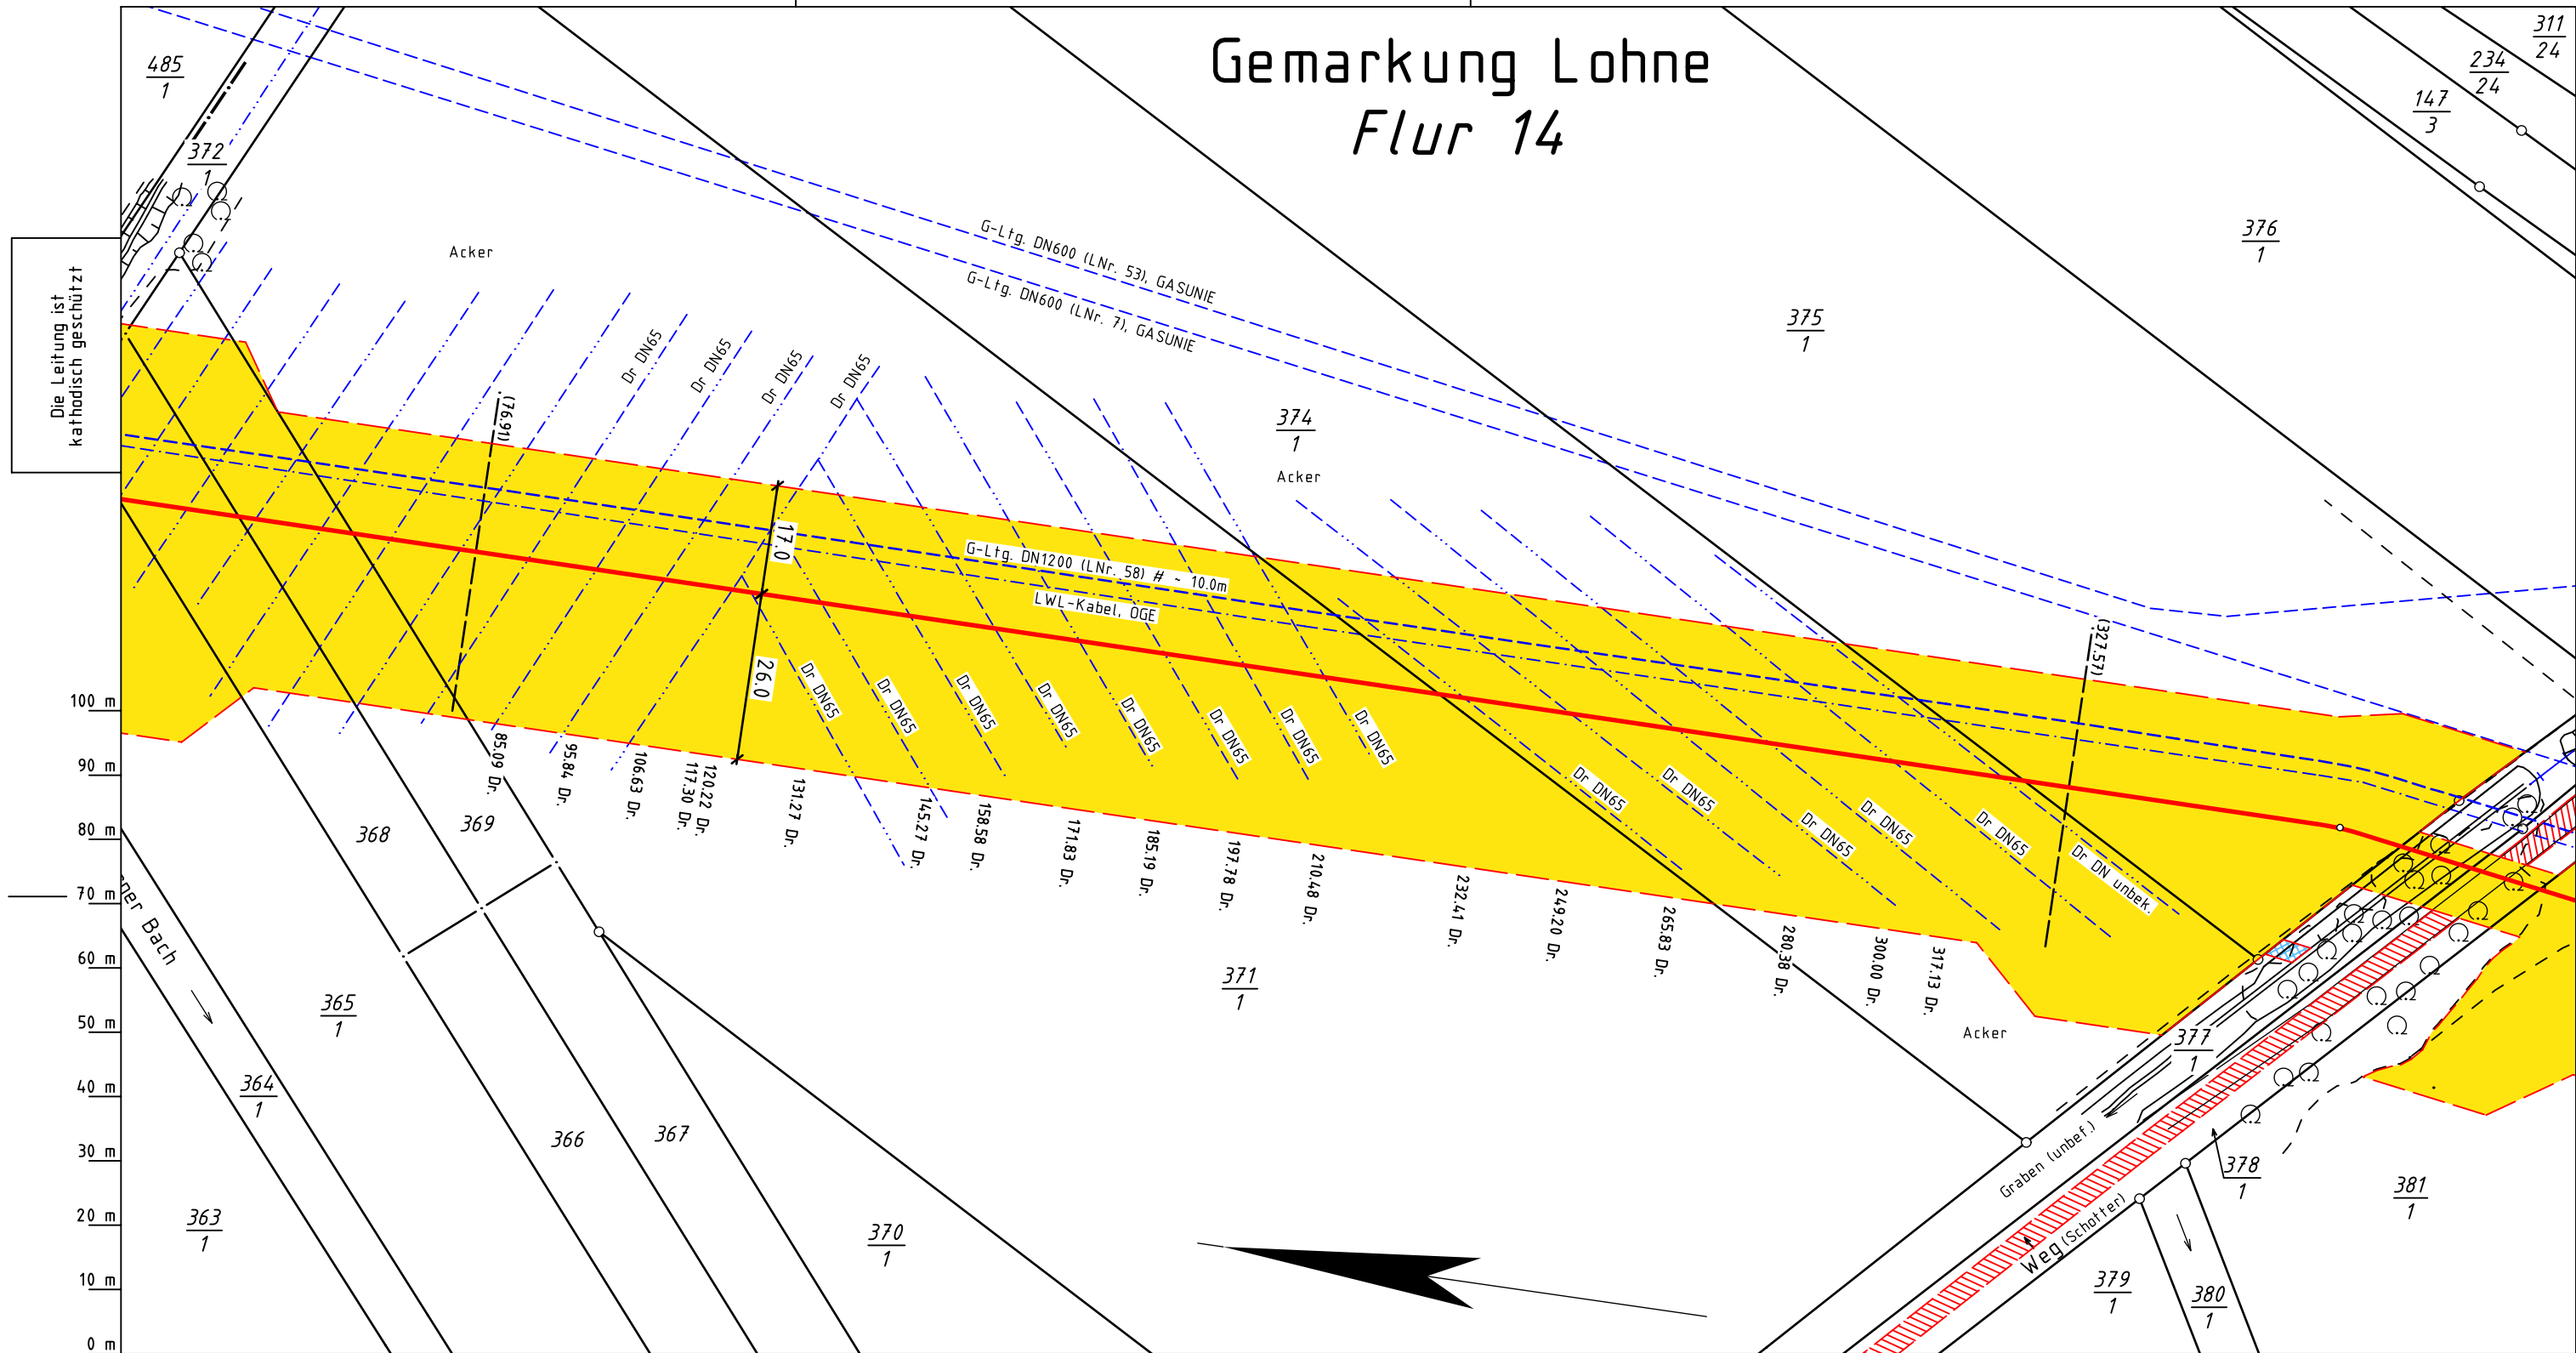 Gemarkung Lohne
Flur 14
485
1
372
1
311
24
234
24
147
3
376
1
375
1
374
1
Acker
Acker
Acker
G-Ltg. DN600 (LNr. 53), GASUNIE
G-Ltg. DN600 (LNr. 7), GASUNIE
Die Leitung ist
kathodisch geschützt
Dr DN65
Dr DN65
Dr DN65
Dr DN65
(76.91)
(327.57)
17.0
26.0
G-Ltg. DN1200 (LNr. 58) # - 10.0m
LWL-Kabel, OGE
Dr DN65
Dr DN65
Dr DN65
Dr DN65
Dr DN65
Dr DN65
Dr DN65
Dr DN65
Dr DN65
Dr DN65
Dr DN65
Dr DN65
Dr DN65
Dr DN unbek.
85.09 Dr.
95.84 Dr.
106.63 Dr.
117.30 Dr.
120.22 Dr.
131.27 Dr.
145.27 Dr.
158.58 Dr.
171.83 Dr.
185.19 Dr.
197.78 Dr.
210.48 Dr.
232.41 Dr.
249.20 Dr.
265.83 Dr.
280.38 Dr.
300.00 Dr.
317.13 Dr.
100 m
90 m
80 m
70 m
60 m
50 m
40 m
30 m
20 m
10 m
0 m
368
369
Bach
365
1
364
1
363
1
366
367
370
1
371
1
377
1
378
1
379
1
380
1
381
1
Graben (unbef.)
Weg (Schotter)